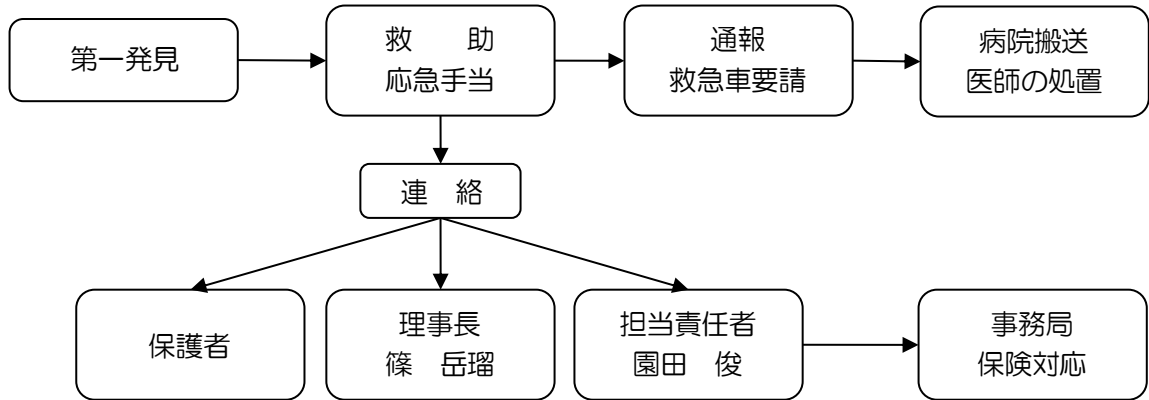 第一発見
救　助
応急手当
通報
救急車要請
病院搬送
医師の処置
連　絡
保護者
理事長
篠　岳瑠
担当責任者
園田　俊
事務局
保険対応